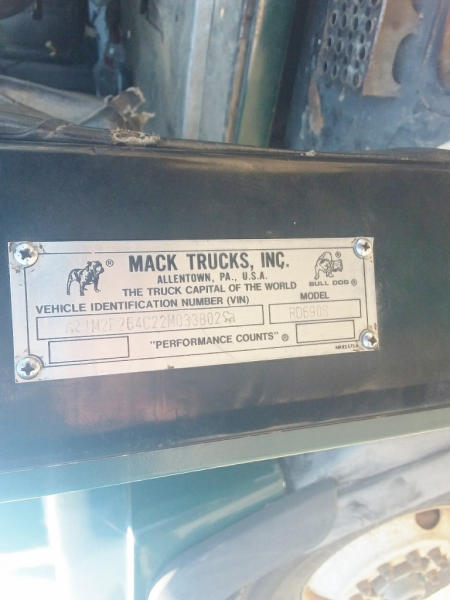 MACK TRUCKS, INC.
ALLENTOWN, PA., U.S.A.
THE TRUCK CAPITAL OF THE WORLD
BULL DOG ®
VEHICLE IDENTIFICATION NUMBER (VIN)
MODEL
RD690S
"PERFORMANCE COUNTS" ®